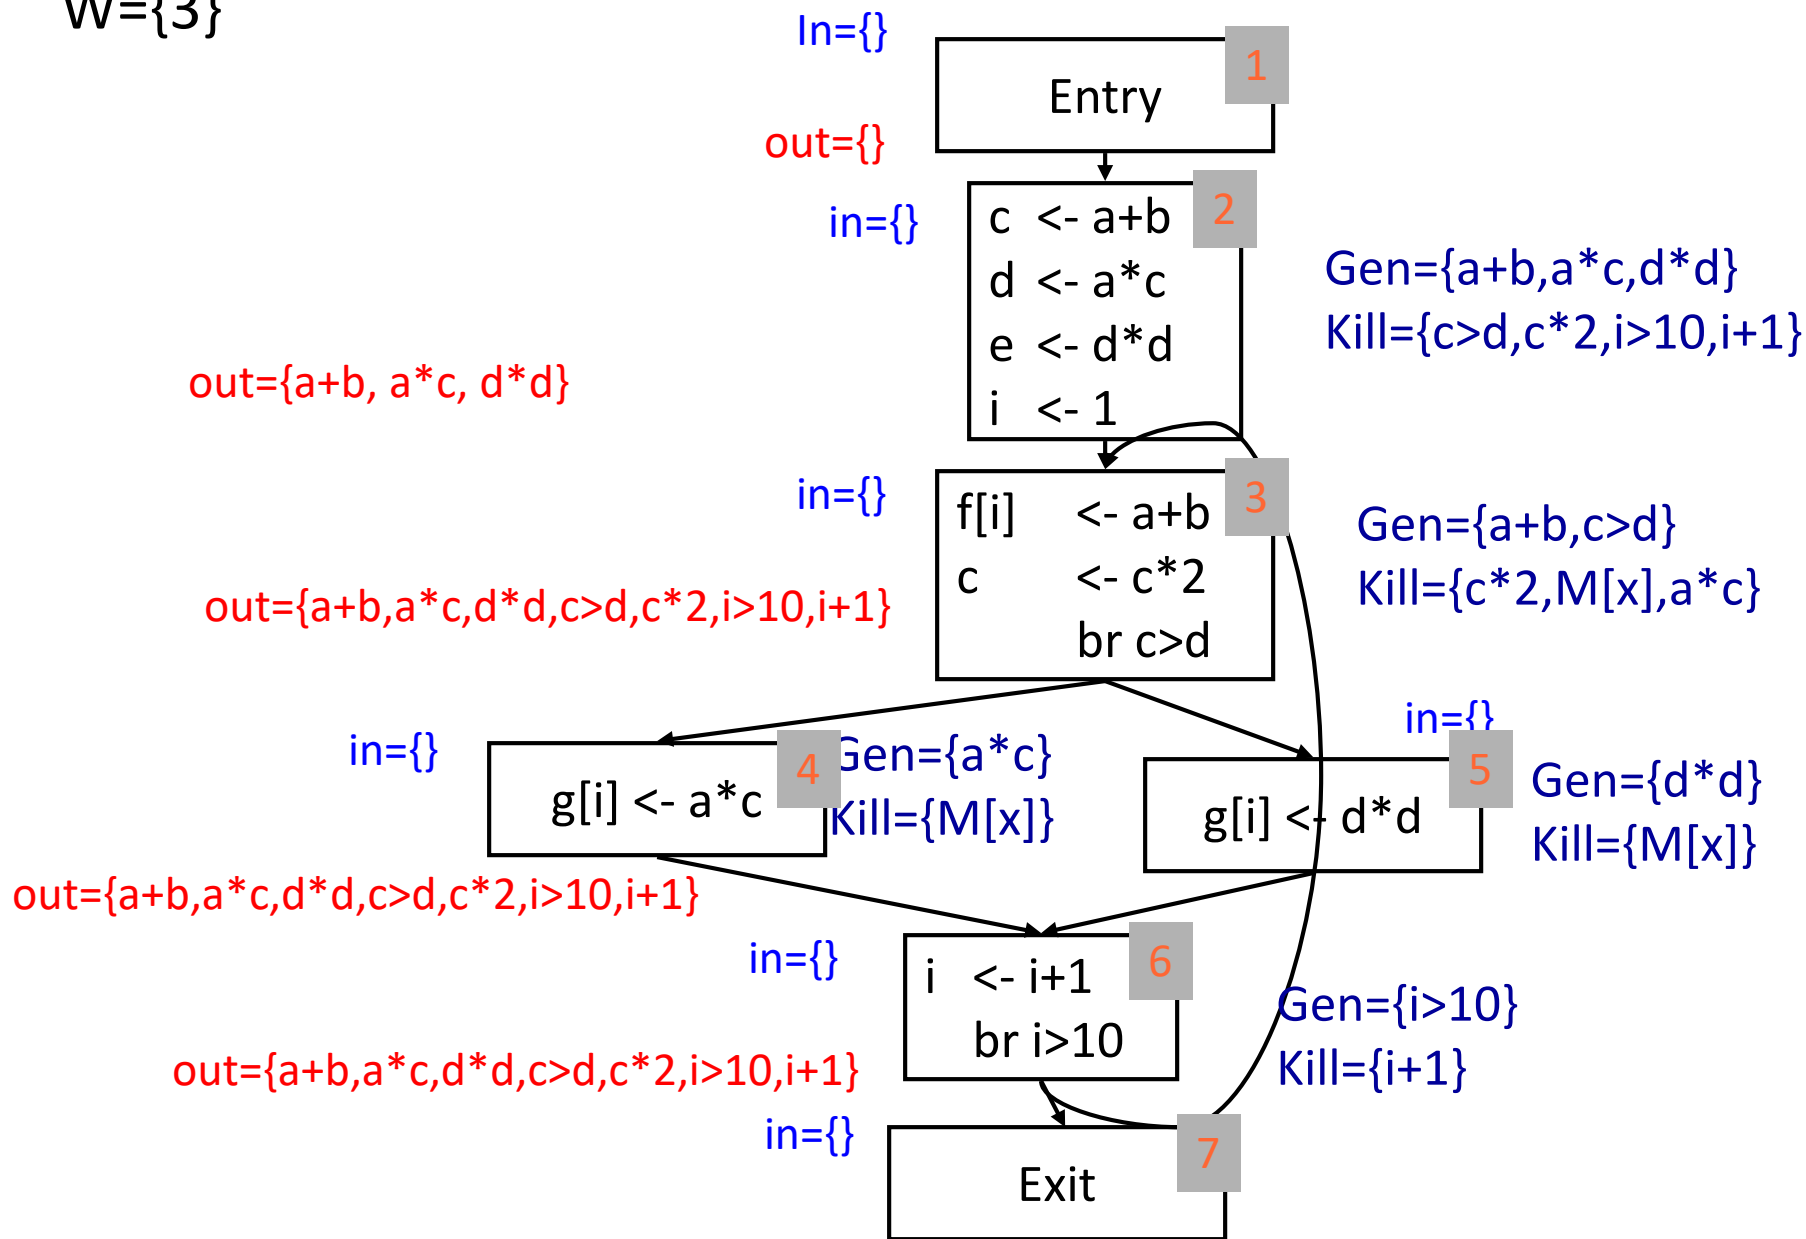 W={3}
In={}
1
Entry
out={}
2
in={}
c <- a+b
d <- a*c
e <- d*d
i <- 1
Gen={a+b,a*c,d*d}
Kill={c>d,c*2,i>10,i+1}
out={a+b, a*c, d*d}
3
in={}
f[i] <- a+b
c <- c*2
br c>d
Gen={a+b,c>d}
Kill={c*2,M[x],a*c}
out={a+b,a*c,d*d,c>d,c*2,i>10,i+1}
in={}
4
g[i] <- a*c
Gen={a*c}
Kill={M[x]}
in={}
5
g[i] <- d*d
Gen={d*d}
Kill={M[x]}
out={a+b,a*c,d*d,c>d,c*2,i>10,i+1}
in={}
6
i <- i+1
br i>10
Gen={i>10}
Kill={i+1}
out={a+b,a*c,d*d,c>d,c*2,i>10,i+1}
in={}
7
Exit